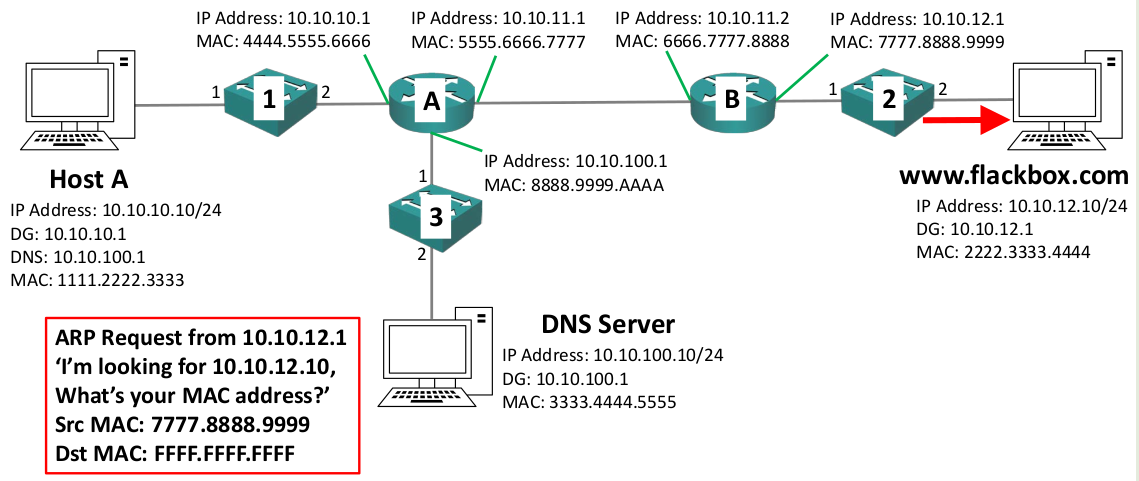 IP Address: 10.10.10.1
MAC: 4444.5555.6666
IP Address: 10.10.11.1
MAC: 5555.6666.7777
IP Address: 10.10.11.2
MAC: 6666.7777.8888
IP Address: 10.10.12.1
MAC: 7777.8888.9999
1
1
2
A
B
1
2
2
Host A
IP Address: 10.10.10.10/24
DG: 10.10.10.1
DNS: 10.10.100.1
MAC: 1111.2222.3333
IP Address: 10.10.100.1
MAC: 8888.9999.AAAA
1
3
2
www.flackbox.com
IP Address: 10.10.12.10/24
DG: 10.10.12.1
MAC: 2222.3333.4444
ARP Request from 10.10.12.1
‘I’m looking for 10.10.12.10,
What’s your MAC address?’
Src MAC: 7777.8888.9999
Dst MAC: FFFF.FFFF.FFFF
DNS Server
IP Address: 10.10.100.10/24
DG: 10.10.100.1
MAC: 3333.4444.5555